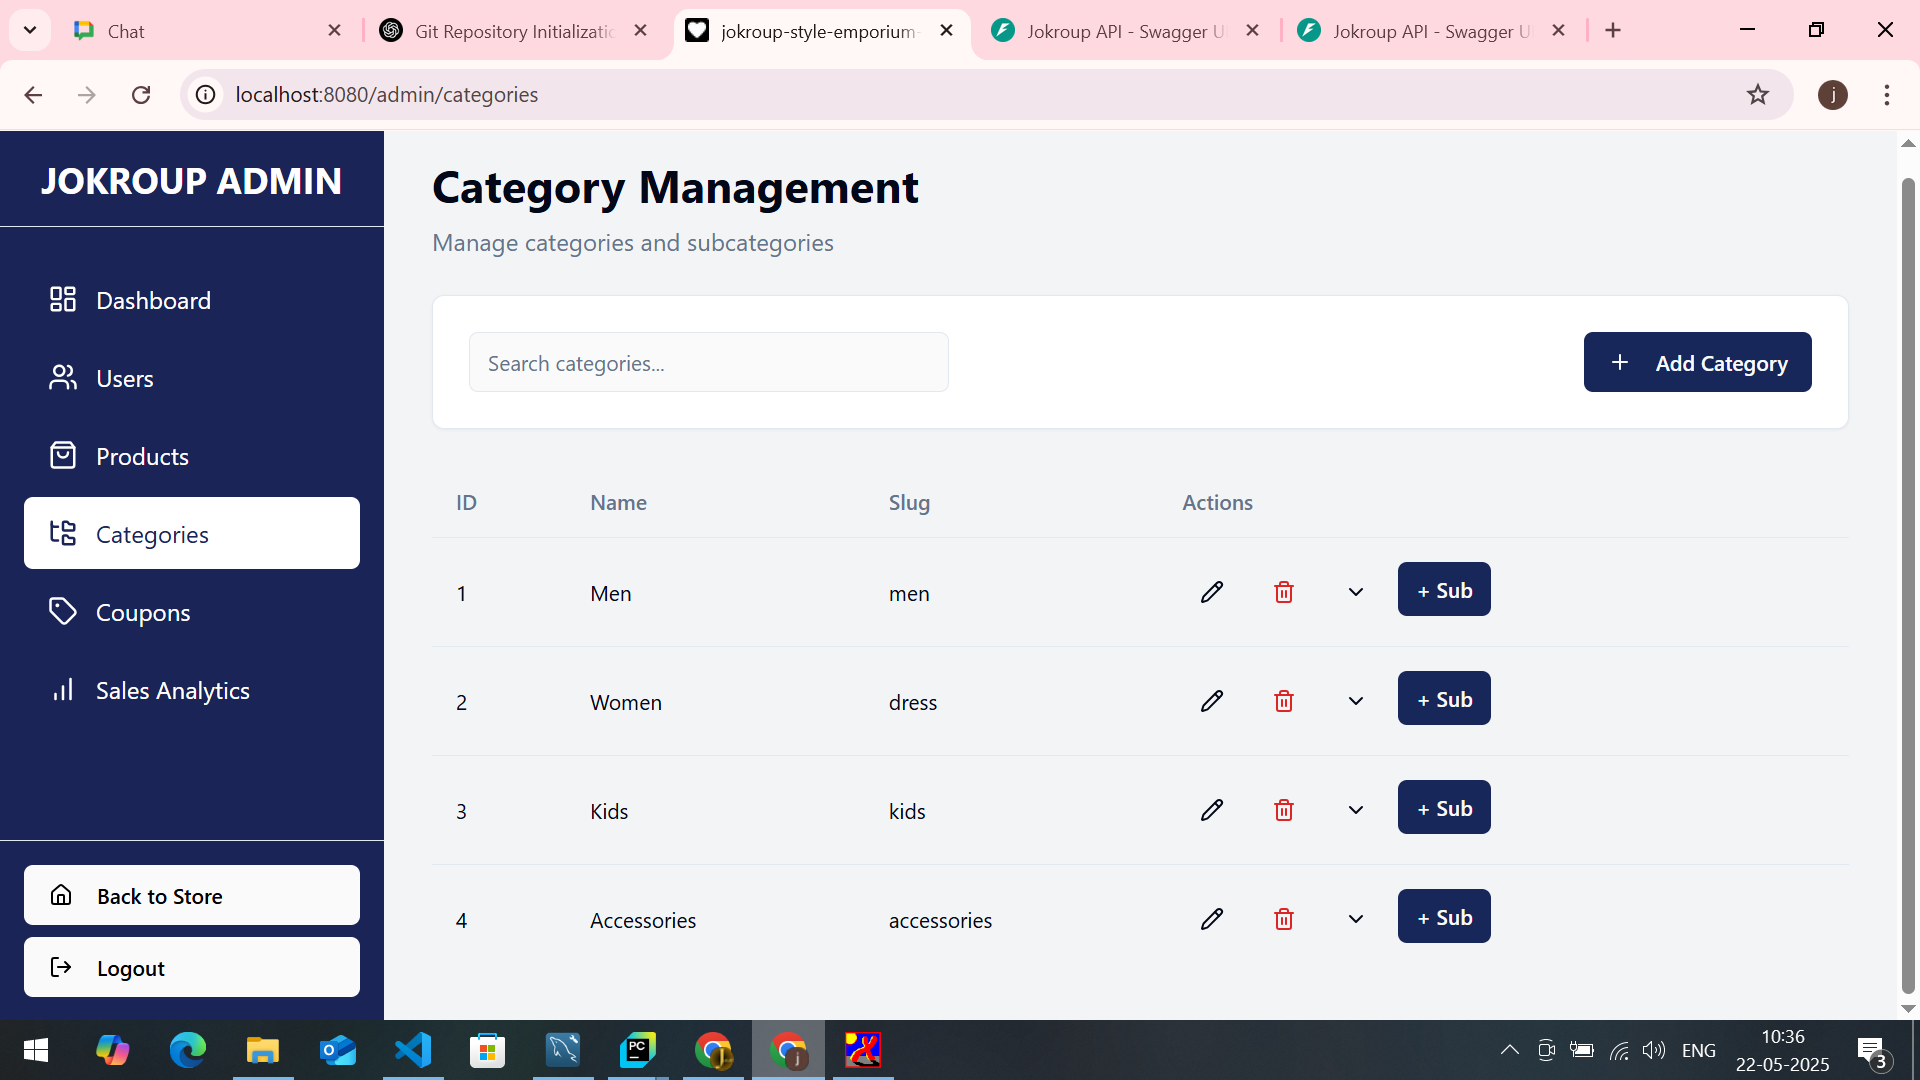 Chat
Git Repository Initializatio
jokroup-style-emporium-
Jokroup API - Swagger U
Jokroup API - Swagger U
localhost:8080/admin/categories
j
JOKROUP ADMIN
Dashboard
Users
Products
Categories
Coupons
Sales Analytics
Back to Store
Logout
Category Management
Manage categories and subcategories
Search categories...
+ Add Category
ID Name Slug Actions
1 Men men + Sub
2 Women dress + Sub
3 Kids kids + Sub
4 Accessories accessories + Sub
PC
j
ENG
10:36
22-05-2025
3